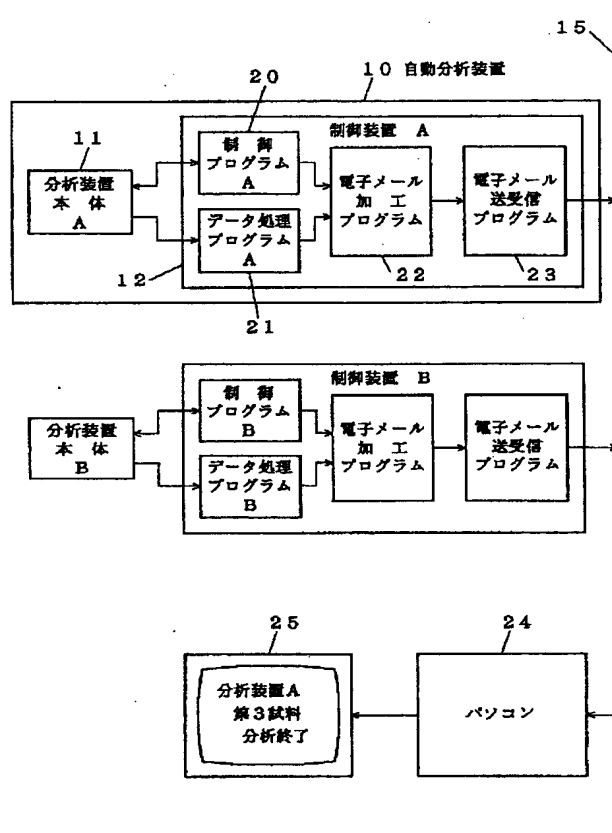 15
10 自動分析装置
20
制御装置 A
11
分析装置
本 体
A
制 御
プログラム
A
データ処理
プログラム
A
電子メール
加 工
プログラム
電子メール
送受信
プログラム
12
21
22
23
制御装置 B
分析装置
本 体
B
制 御
プログラム
B
データ処理
プログラム
B
電子メール
加 工
プログラム
電子メール
送受信
プログラム
25
24
分析装置A
第3試料
分析終了
パソコン